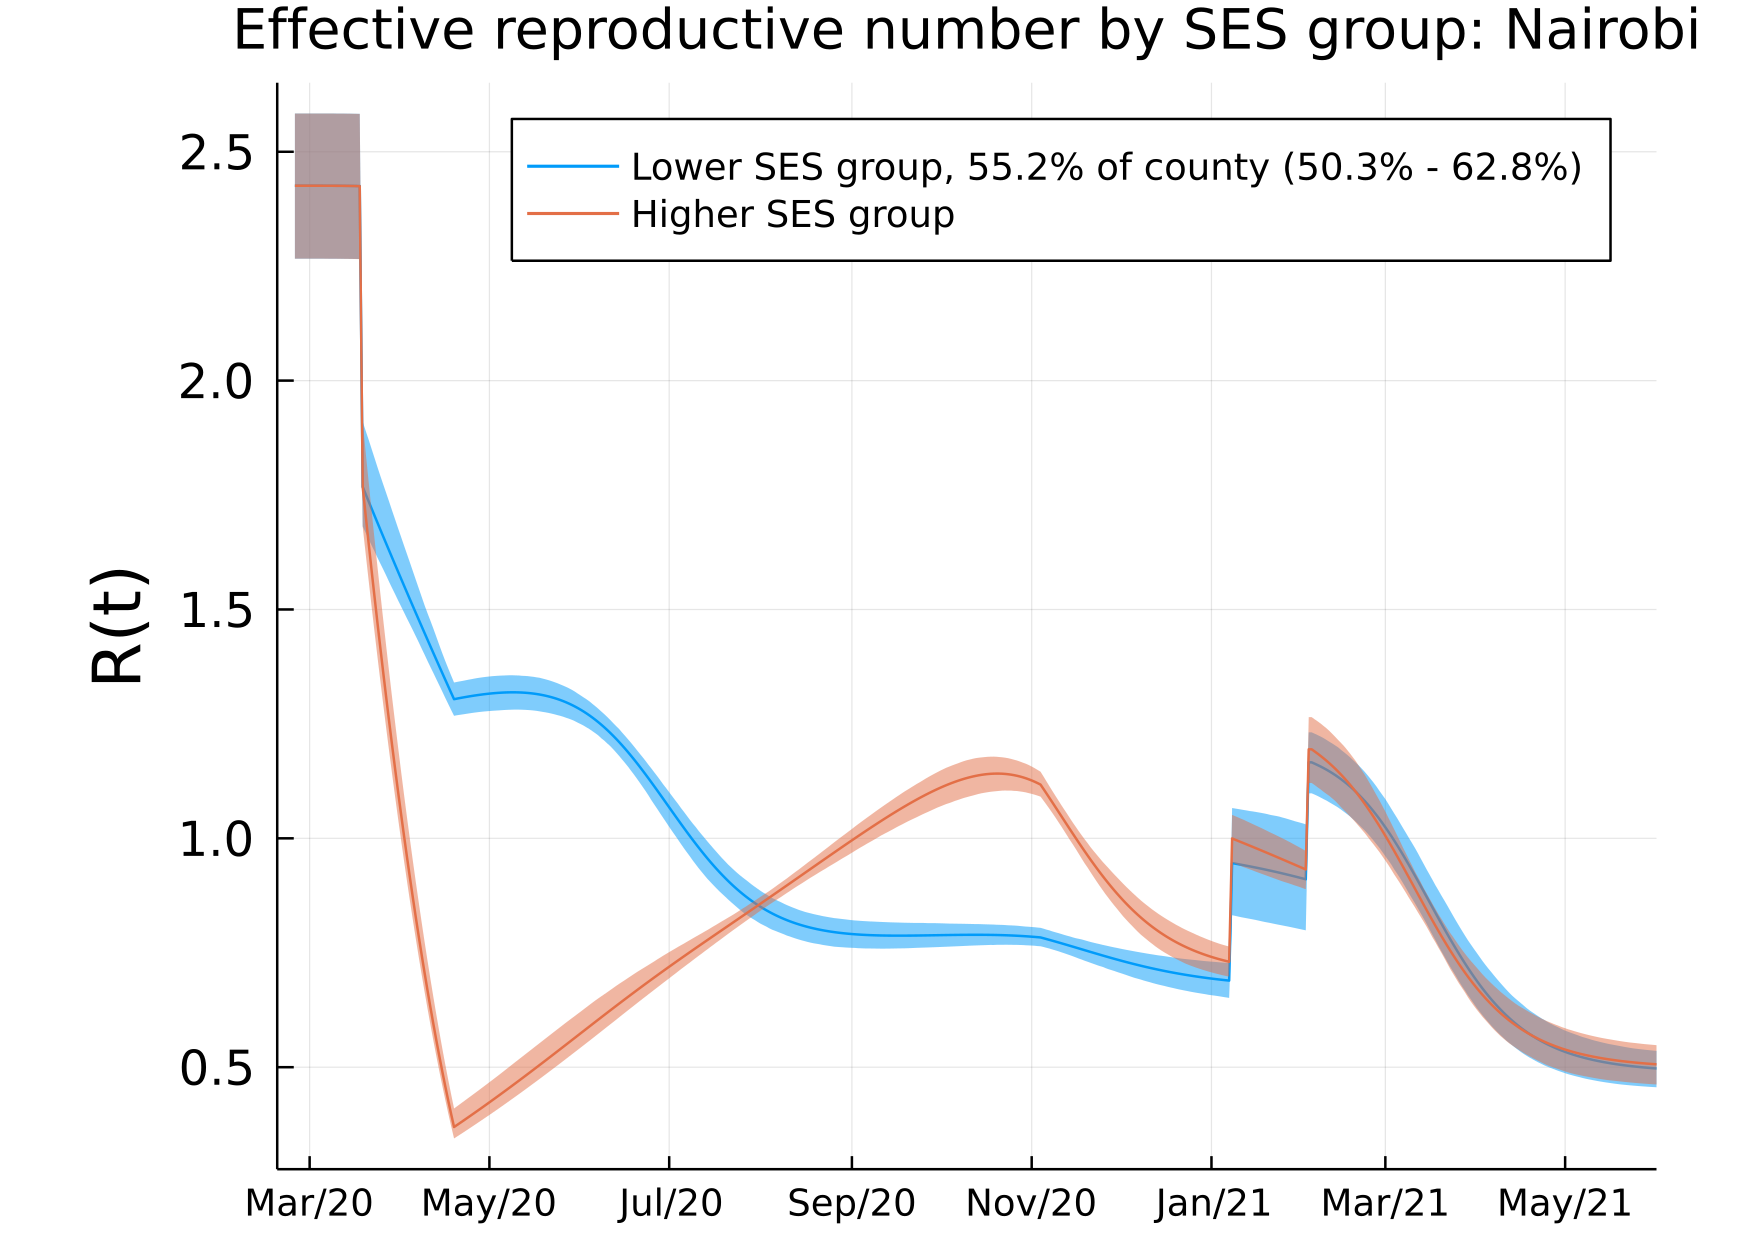 Effective reproductive number by SES group: Nairobi
Lower SES group, 55.2% of county (50.3% - 62.8%)
Higher SES group
R(t)
2.5
2.0
1.5
1.0
0.5
Mar/20 May/20 Jul/20 Sep/20 Nov/20 Jan/21 Mar/21 May/21